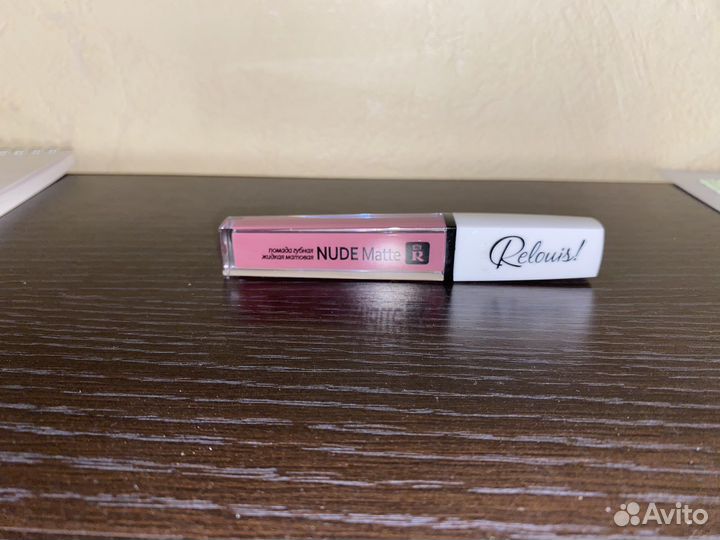 помада губная
жидкая матовая
NUDE Matte
R
Relouis!
Avito